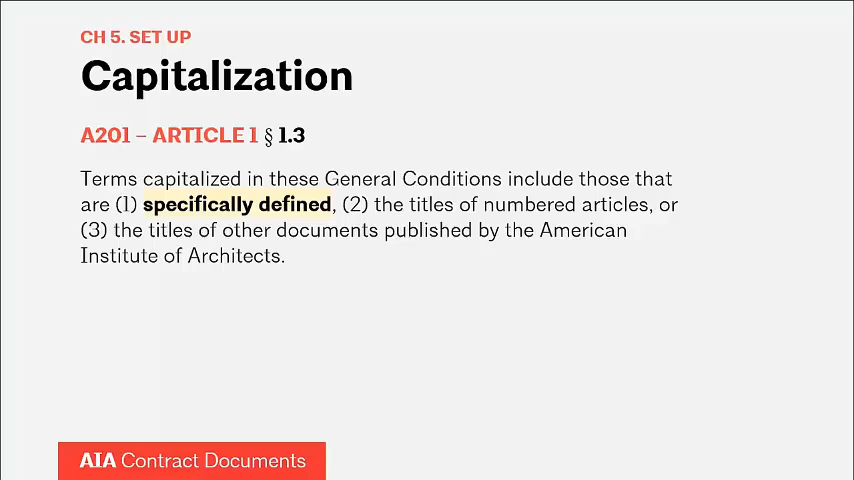 CH 5. SET UP
Capitalization
A201 – ARTICLE 1 § 1.3
Terms capitalized in these General Conditions include those that
are (1) specifically defined, (2) the titles of numbered articles, or
(3) the titles of other documents published by the American
Institute of Architects.
AIA Contract Documents